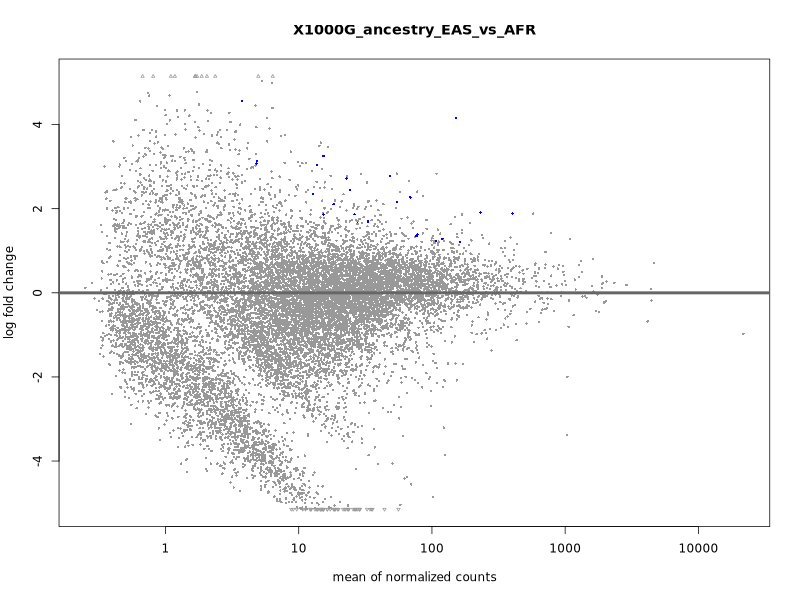 X1000G_ancestry_EAS_vs_AFR
4
2
0
-2
-4
log fold change
1 10 100 1000 10000
mean of normalized counts